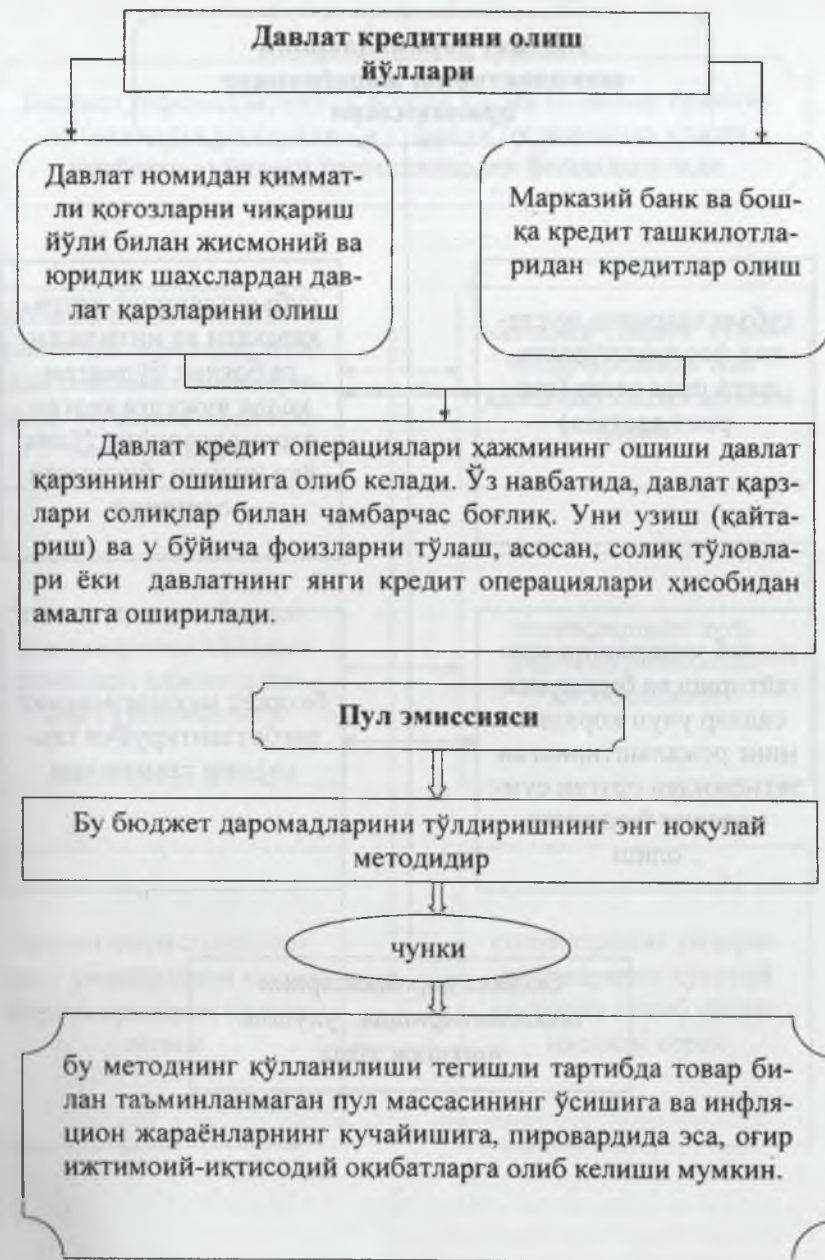 Давлат кредитини олиш
йўллари
Давлат номидан қиммат-
ли қоғозларни чиқариш
йўли билан жисмоний ва
юридик шахслардан дав-
лат қарзларини олиш
Марказий банк ва бош-
қа кредит ташкилотла-
ридан кредитлар олиш
Давлат кредит операциялари ҳажмининг ошиши давлат
қарзининг ошишига олиб келади. Ўз навбатида, давлат қарз-
лари солиқлар билан чамбарчас боғлиқ. Уни узиш (қайта-
риш) ва у бўйича фоизларни тўлаш, асосан, солиқ тўловла-
ри ёки давлатнинг янги кредит операциялари ҳисобидан
амалга оширилади.
Пул эмиссияси
Бу бюджет даромадларини тўлдиришнинг энг ноқулай
методидир
чунки
бу методнинг қўлланилиши тегишли тартибда товар би-
лан таъминланмаган пул массасининг ўсишига ва инфля-
цион жараёнларнинг кучайишига, пировардида эса, оғир
ижтимоий-иқтисодий оқибатларга олиб келиши мумкин.